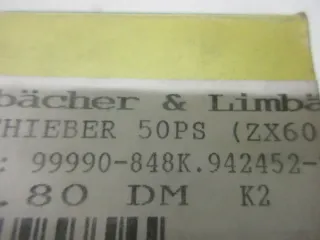 bächer & Limbä
HIEBER 50PS (ZX60
: 99990-848K.942452-
.80 DM K2